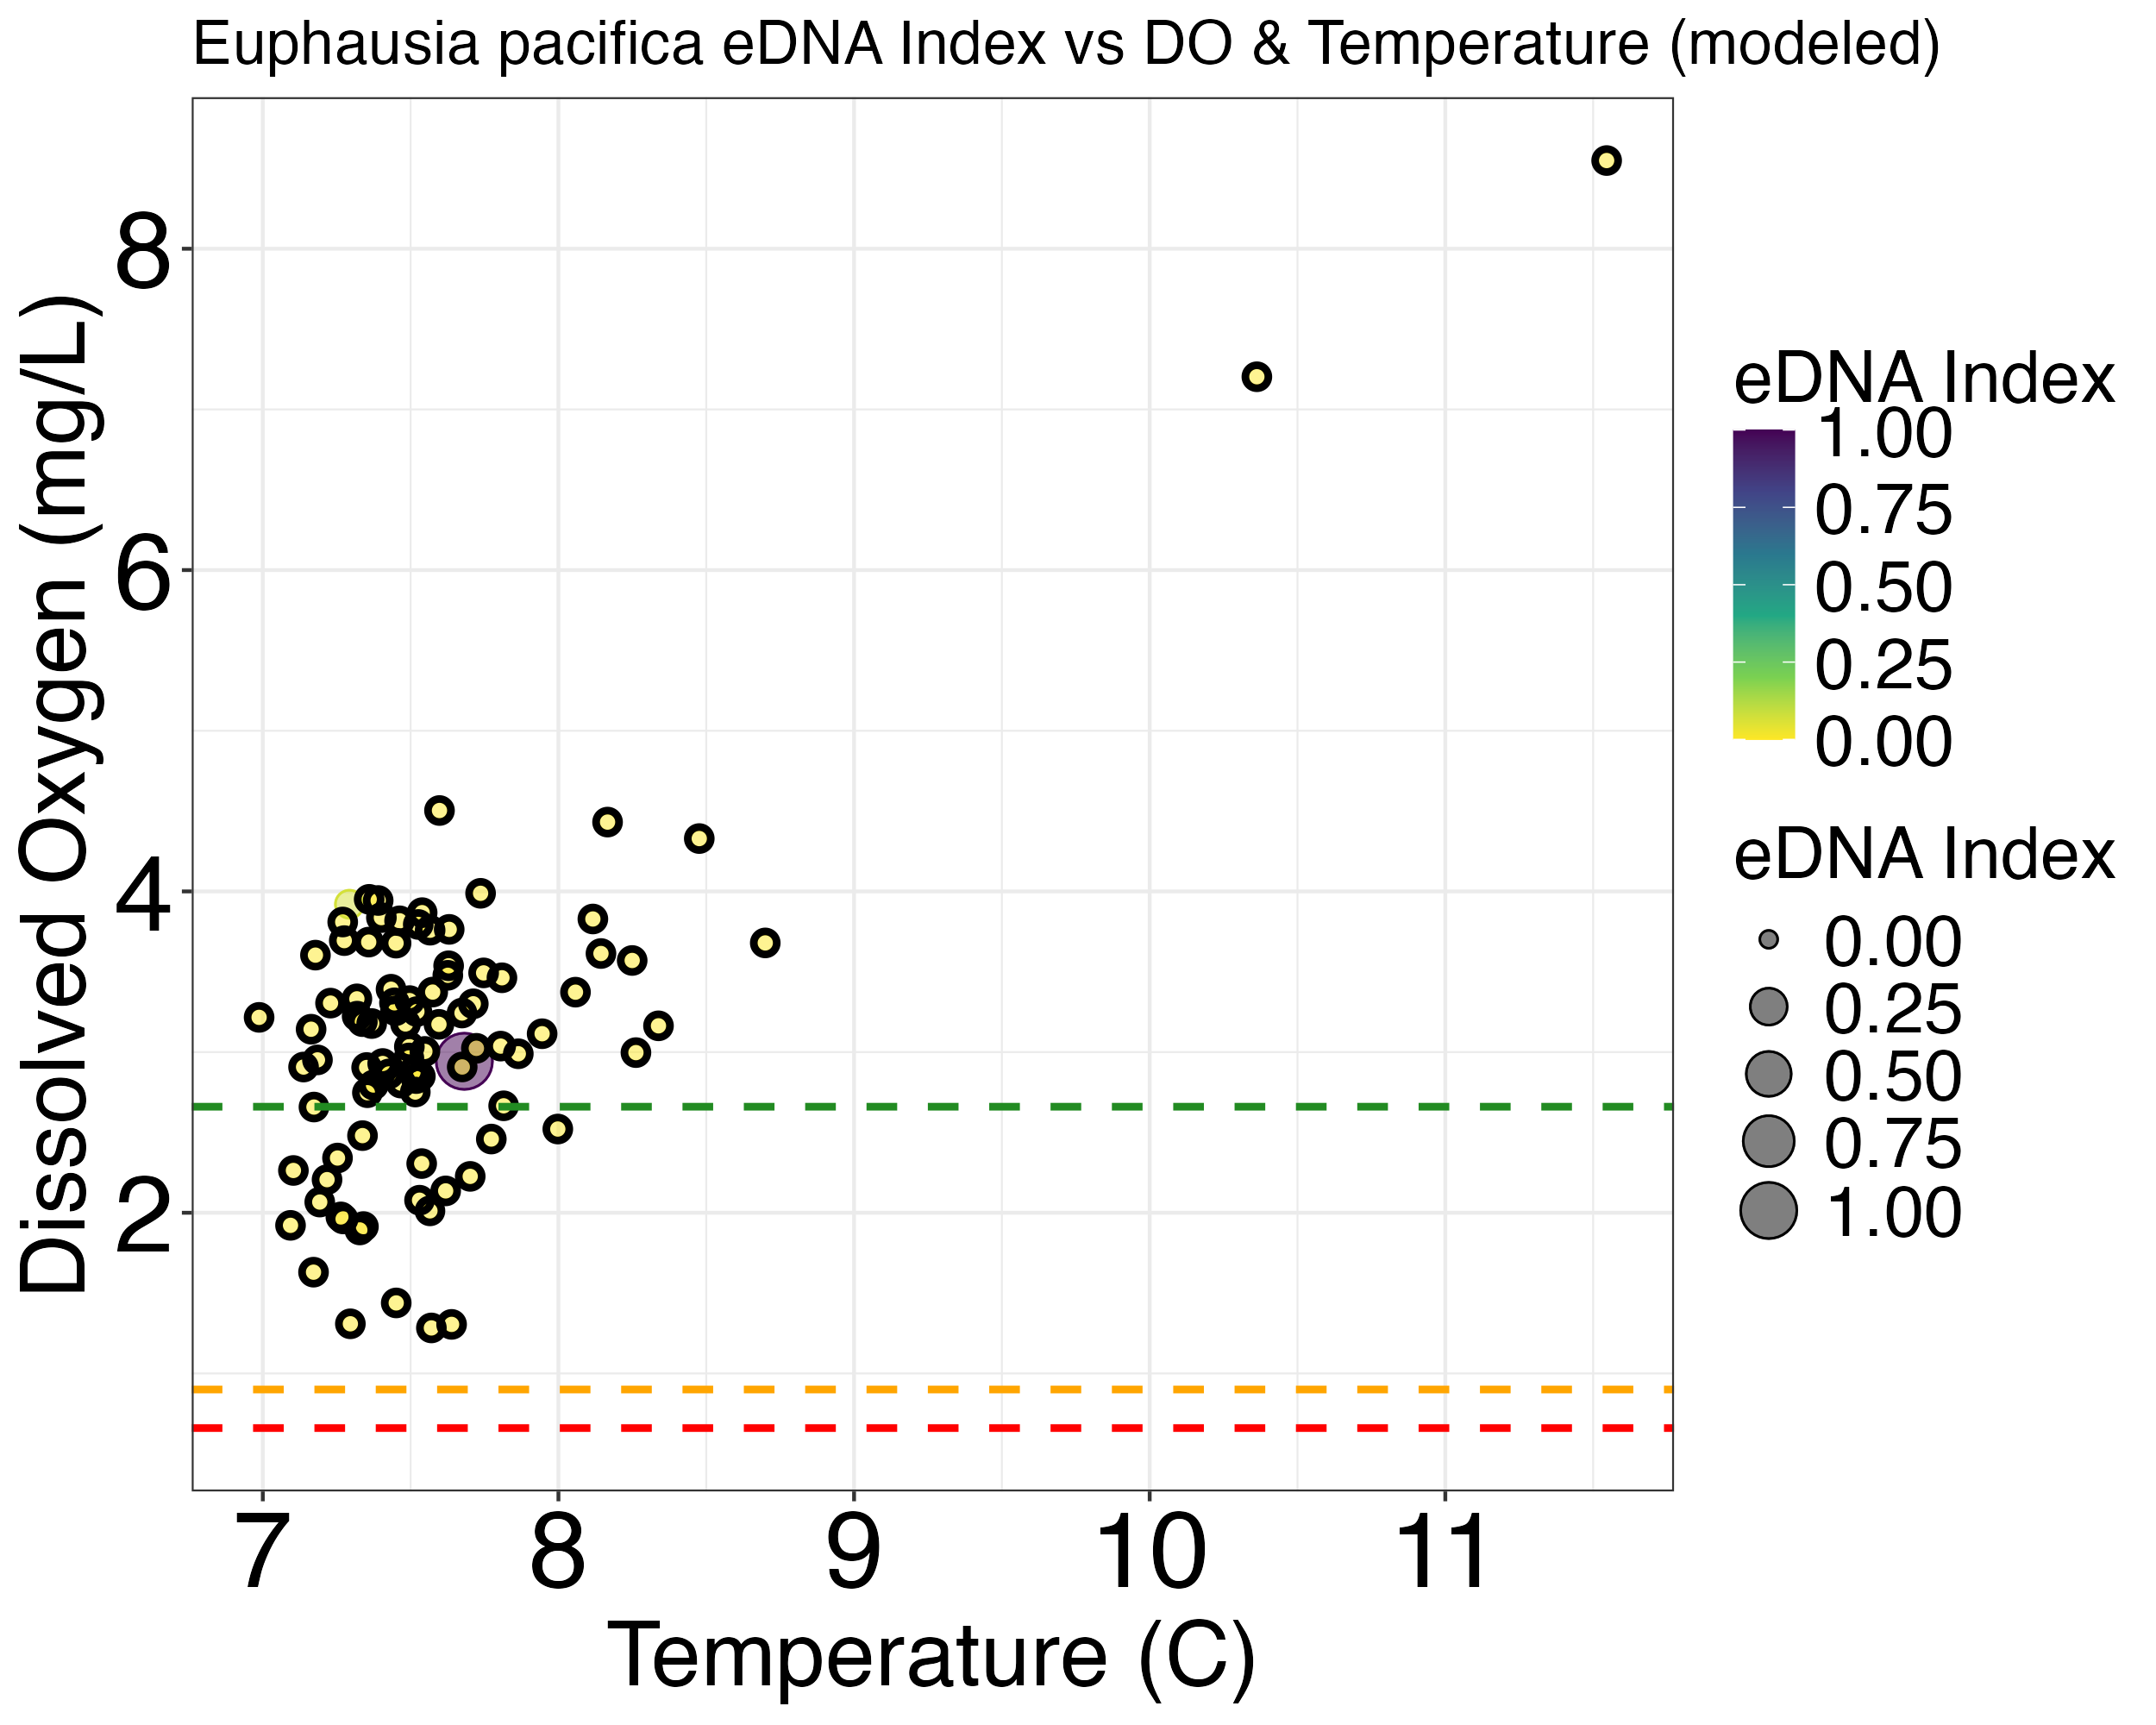 Euphausia pacifica eDNA Index vs DO & Temperature (modeled)
Dissolved Oxygen (mg/L)
8
6
4
2
7 8 9 10 11
Temperature (C)
eDNA Index
1.00
0.75
0.50
0.25
0.00
eDNA Index
0.00
0.25
0.50
0.75
1.00